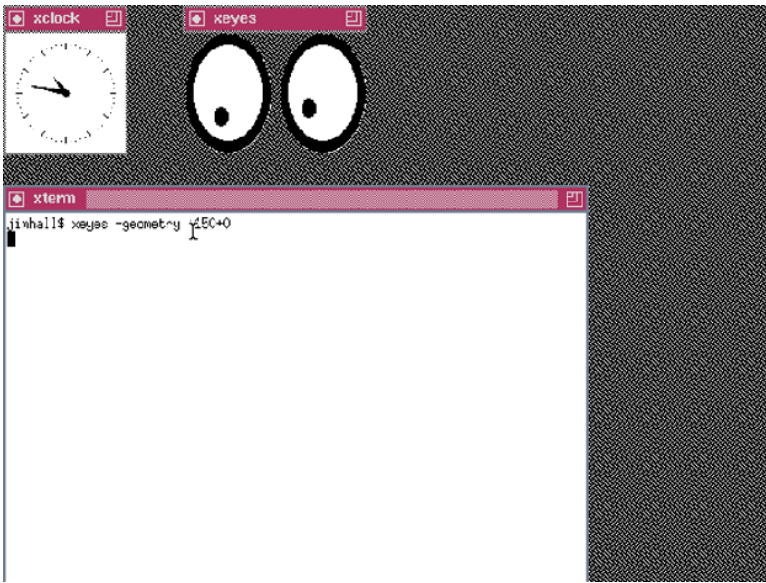 xclock
xeyes
xterm
jimhall$ xeyes -geometry +150+0